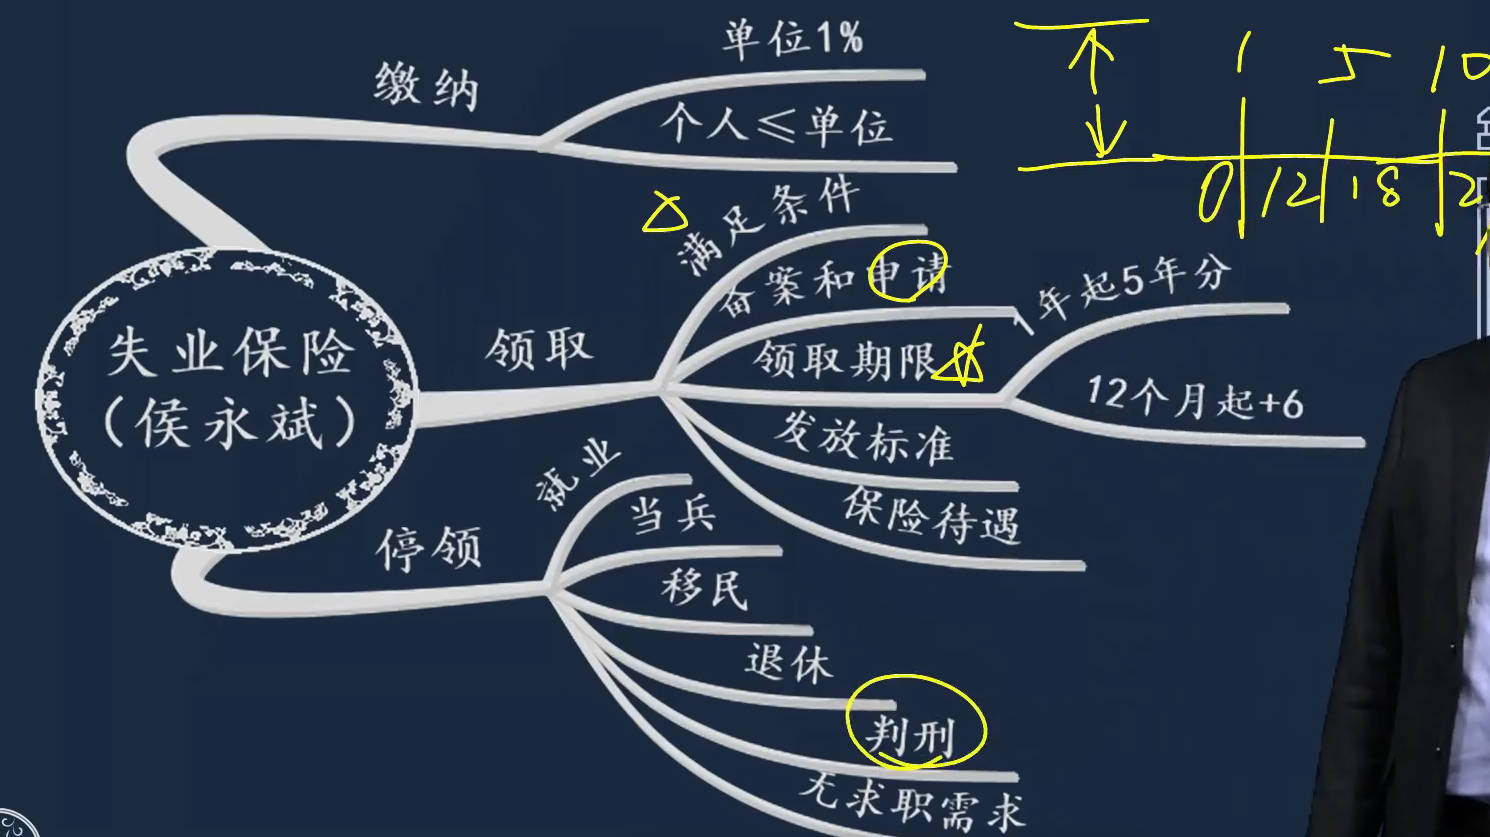 单位1%
缴纳
个人≤单位
1 5 10
0 12 18 2
满足条件
备案和申请
1年起5年分
失业保险
(侯永斌)
领取
领取期限
12个月起+6
发放标准
保险待遇
就业
当兵
停领
移民
退休
判刑
无求职需求